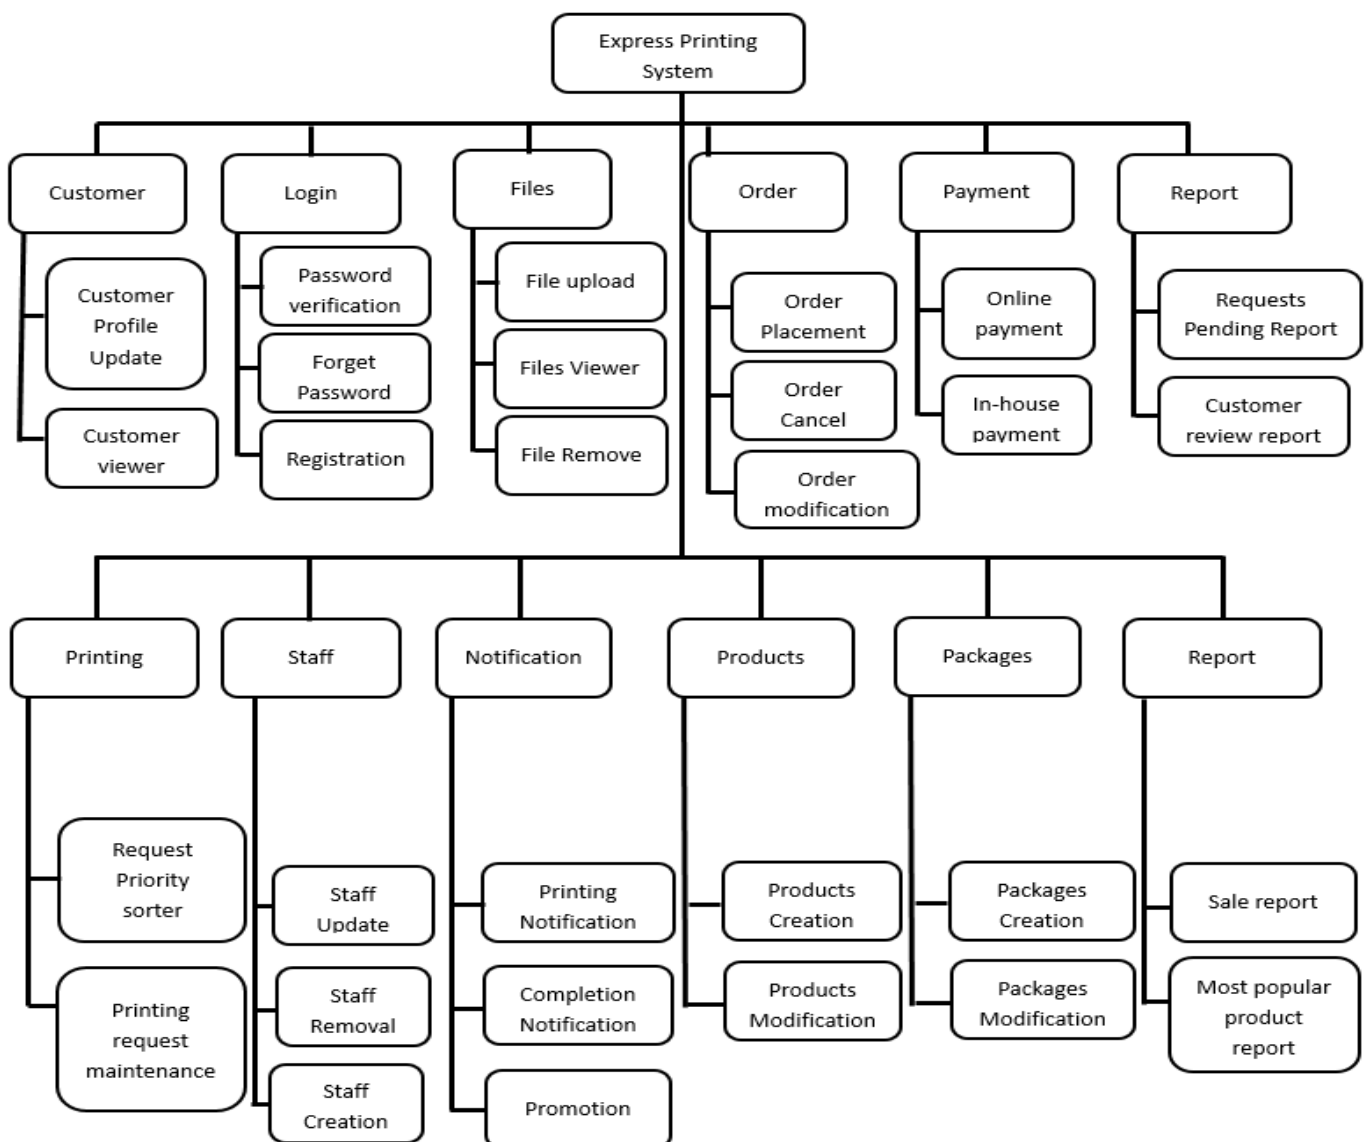 Express Printing
System
Customer
Login
Files
Order
Payment
Report
Customer
Profile
Update
Customer
viewer
Password
verification
Forget
Password
Registration
File upload
Files Viewer
File Remove
Order
Placement
Order
Cancel
Order
modification
Online
payment
In-house
payment
Requests
Pending Report
Customer
review report
Printing
Staff
Notification
Products
Packages
Report
Request
Priority
sorter
Printing
request
maintenance
Staff
Update
Staff
Removal
Staff
Creation
Printing
Notification
Completion
Notification
Promotion
Products
Creation
Products
Modification
Packages
Creation
Packages
Modification
Sale report
Most popular
product
report